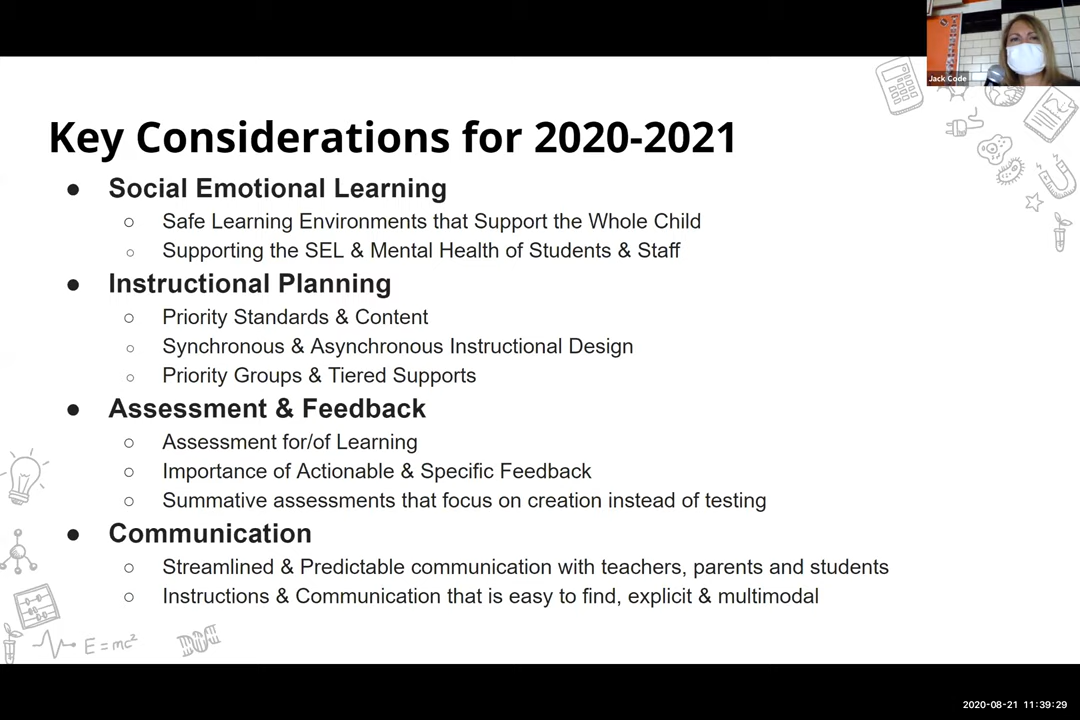 Jack Code
Key Considerations for 2020-2021
● Social Emotional Learning
○ Safe Learning Environments that Support the Whole Child
○ Supporting the SEL & Mental Health of Students & Staff
● Instructional Planning
○ Priority Standards & Content
○ Synchronous & Asynchronous Instructional Design
○ Priority Groups & Tiered Supports
● Assessment & Feedback
○ Assessment for/of Learning
○ Importance of Actionable & Specific Feedback
○ Summative assessments that focus on creation instead of testing
● Communication
○ Streamlined & Predictable communication with teachers, parents and students
○ Instructions & Communication that is easy to find, explicit & multimodal
E=mc²
2020-08-21 11:39:29